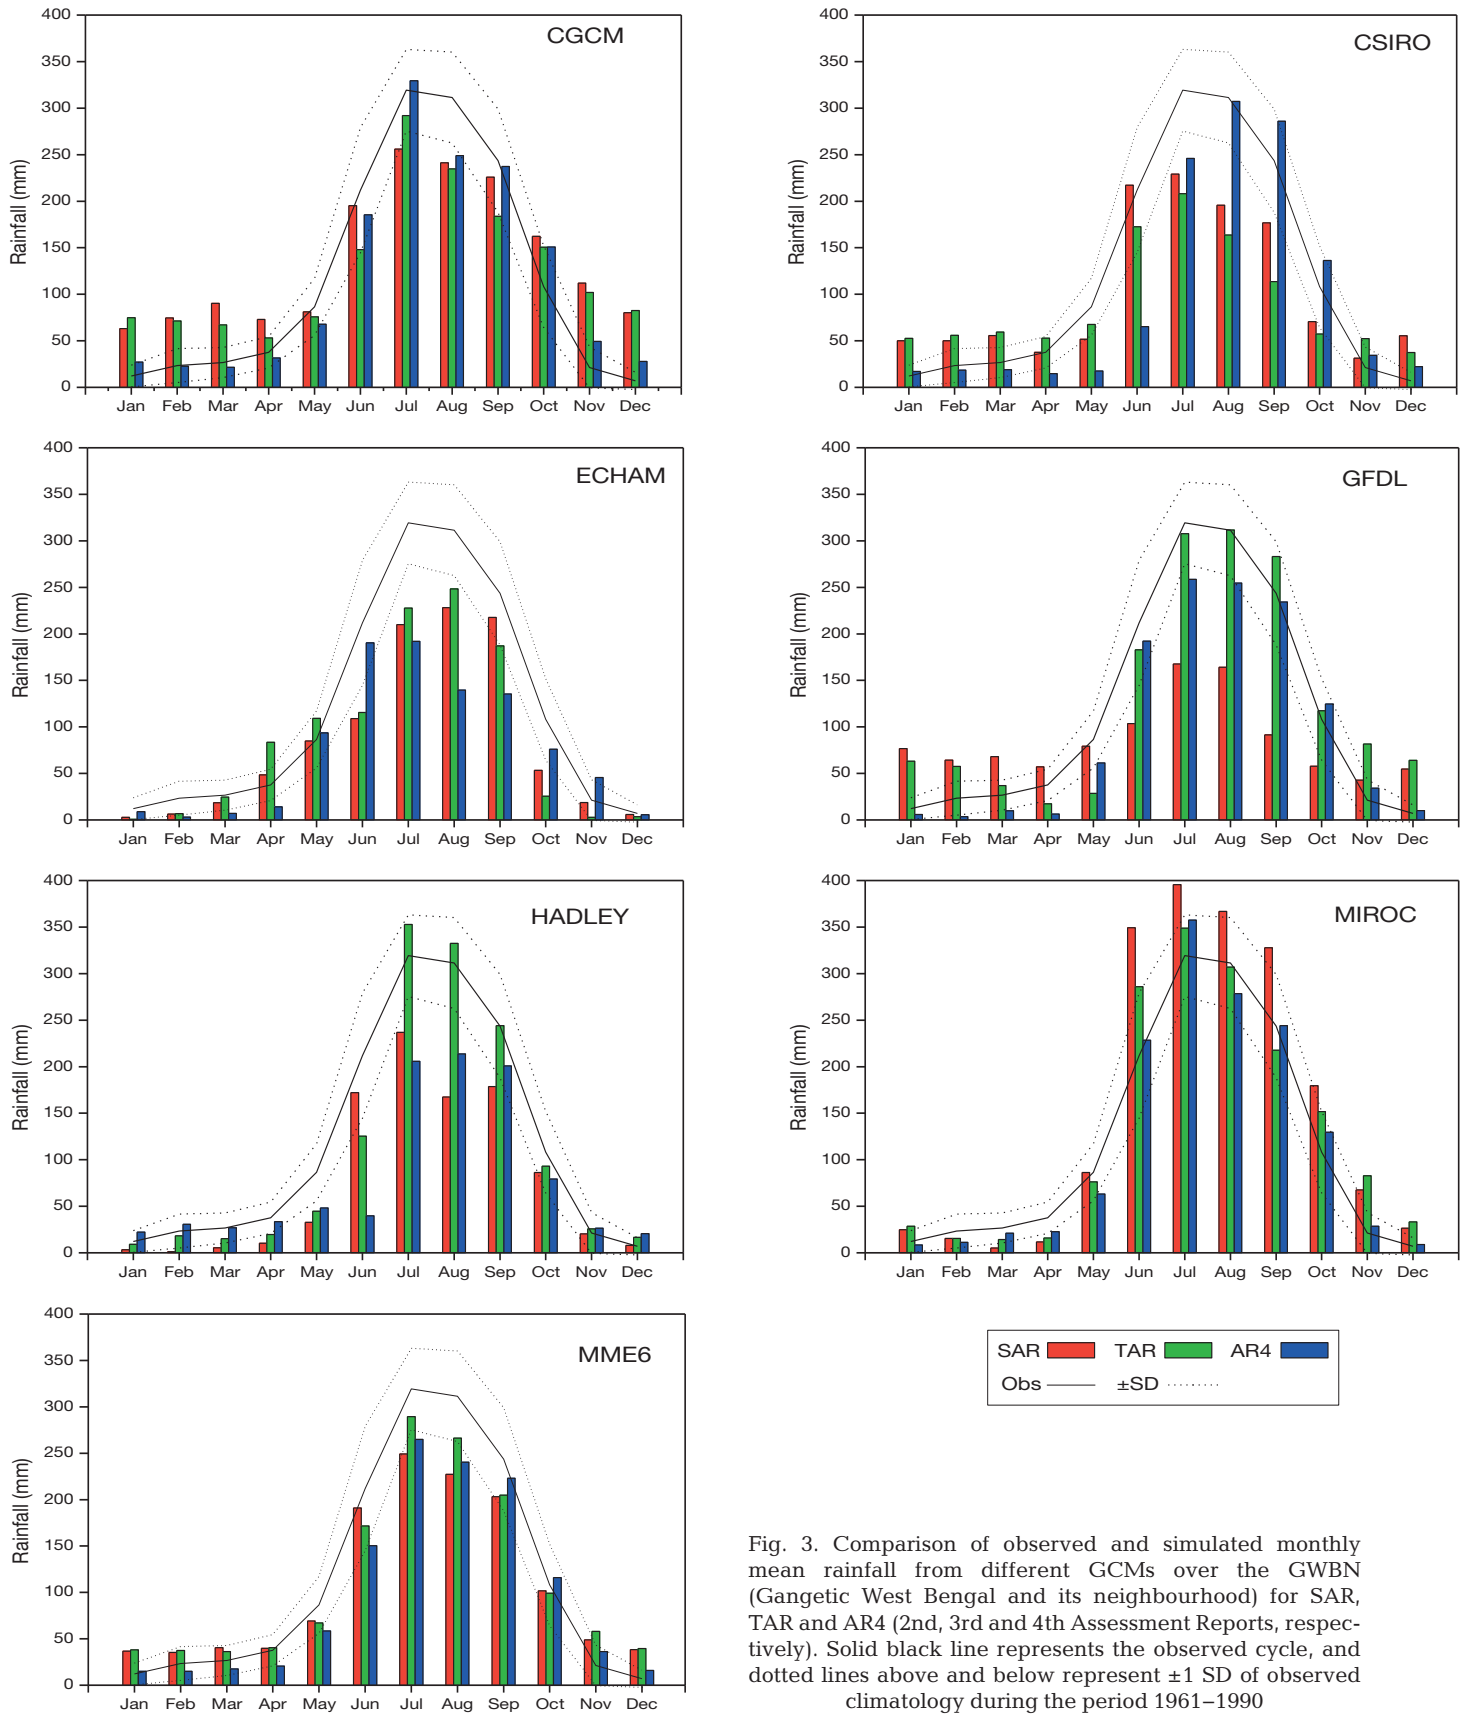 CGCM
Rainfall (mm)
400
350
300
250
200
150
100
50
0
Jan Feb Mar Apr May Jun Jul Aug Sep Oct Nov Dec
CSIRO
Rainfall (mm)
400
350
300
250
200
150
100
50
0
Jan Feb Mar Apr May Jun Jul Aug Sep Oct Nov Dec
ECHAM
Rainfall (mm)
400
350
300
250
200
150
100
50
0
Jan Feb Mar Apr May Jun Jul Aug Sep Oct Nov Dec
GFDL
Rainfall (mm)
400
350
300
250
200
150
100
50
0
Jan Feb Mar Apr May Jun Jul Aug Sep Oct Nov Dec
HADLEY
Rainfall (mm)
400
350
300
250
200
150
100
50
0
Jan Feb Mar Apr May Jun Jul Aug Sep Oct Nov Dec
MIROC
Rainfall (mm)
400
350
300
250
200
150
100
50
0
Jan Feb Mar Apr May Jun Jul Aug Sep Oct Nov Dec
MME6
Rainfall (mm)
400
350
300
250
200
150
100
50
0
Jan Feb Mar Apr May Jun Jul Aug Sep Oct Nov Dec
SAR TAR AR4
Obs ±SD
Fig. 3. Comparison of observed and simulated monthly
mean rainfall from different GCMs over the GWBN
(Gangetic West Bengal and its neighbourhood) for SAR,
TAR and AR4 (2nd, 3rd and 4th Assessment Reports, respec-
tively). Solid black line represents the observed cycle, and
dotted lines above and below represent ±1 SD of observed
climatology during the period 1961–1990